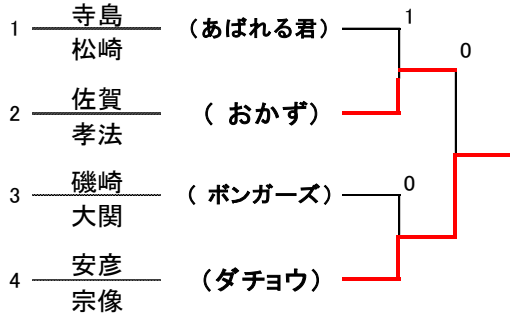 寺島
1 （あばれる君） 1
松崎
0
佐賀
2 （ おかず）
孝法
磯崎
3 （ ボンガーズ） 0
大関
安彦
4 （ダチョウ）
宗像